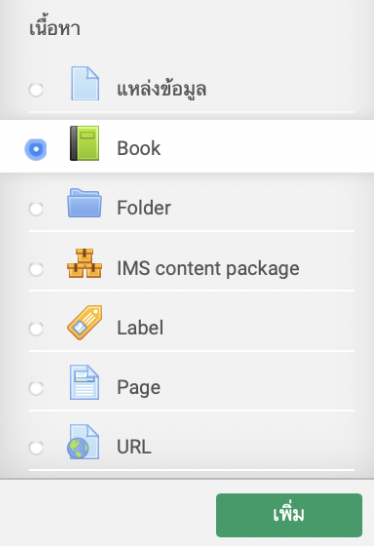 เนื้อหา
แหล่งข้อมูล
Book
Folder
IMS content package
Label
Page
URL
เพิ่ม